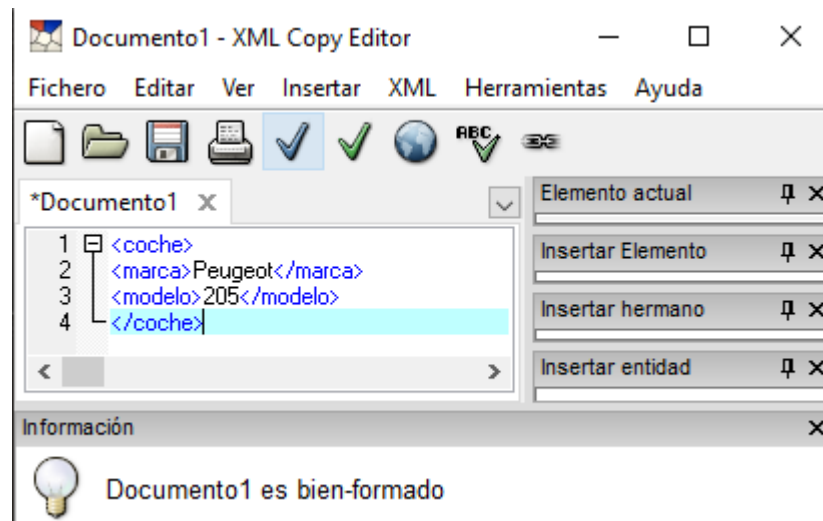 Documento1 - XML Copy Editor
Fichero Editar Ver Insertar XML Herramientas Ayuda
ABC
*Documento1
Elemento actual
1 <coche>
2 <marca>Peugeot</marca>
3 <modelo>205</modelo>
4 </coche>
Insertar Elemento
Insertar hermano
Insertar entidad
Información
Documento1 es bien-formado